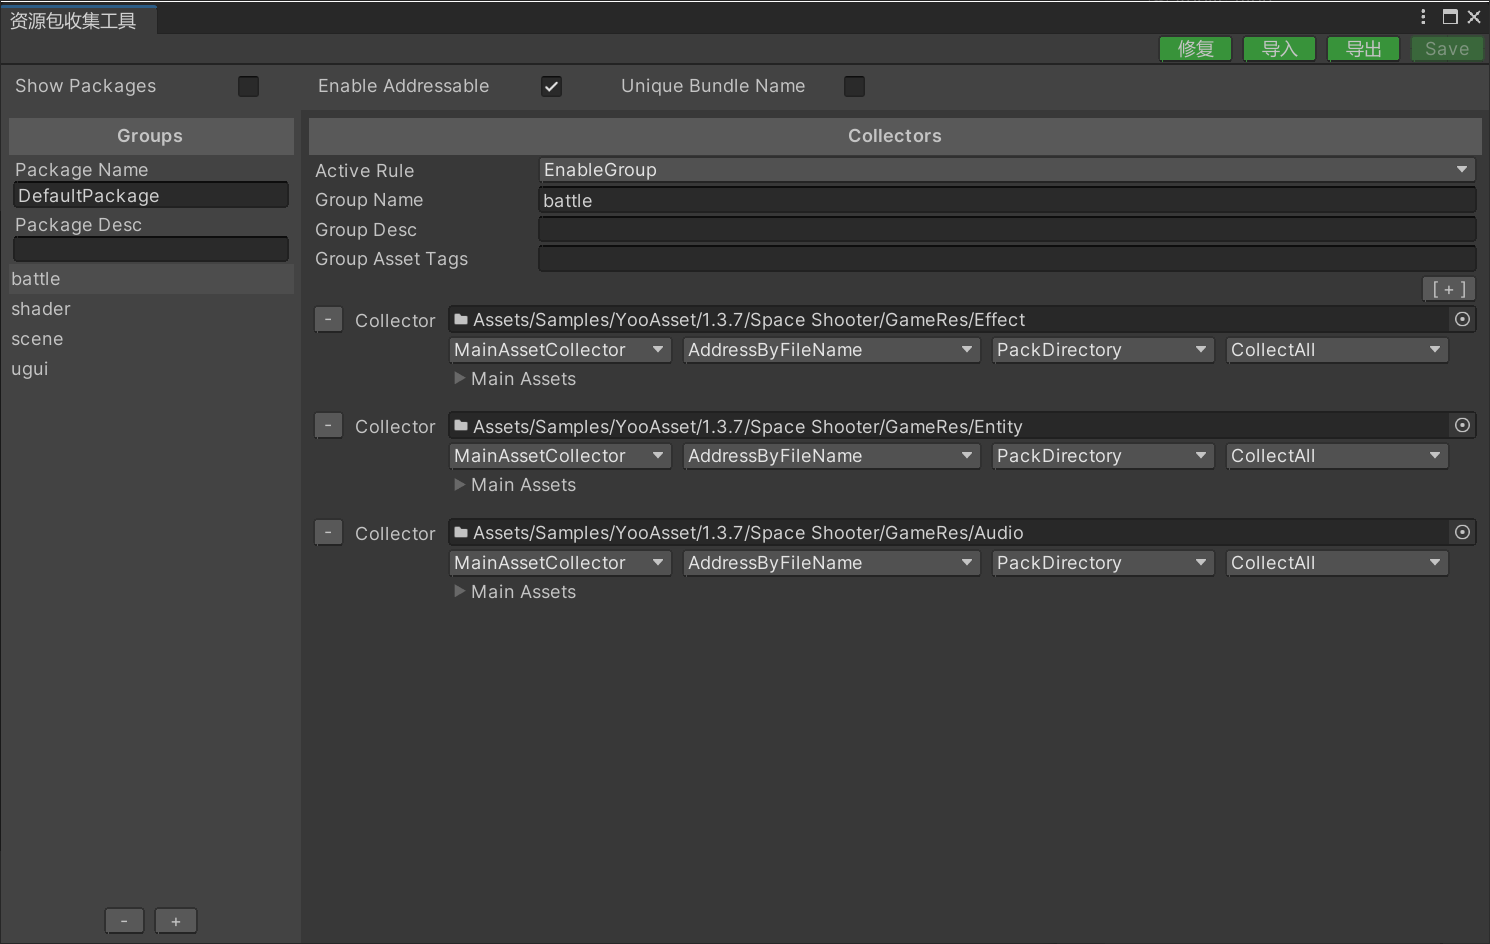 资源包收集工具
修复 导入 导出 Save
Show Packages Enable Addressable Unique Bundle Name
Groups
Package Name
DefaultPackage
Package Desc
battle
shader
scene
ugui
- +
Collectors
Active Rule EnableGroup
Group Name battle
Group Desc
Group Asset Tags
[ + ]
- Collector Assets/Samples/YooAsset/1.3.7/Space Shooter/GameRes/Effect
MainAssetCollector AddressByFileName PackDirectory CollectAll
Main Assets
- Collector Assets/Samples/YooAsset/1.3.7/Space Shooter/GameRes/Entity
MainAssetCollector AddressByFileName PackDirectory CollectAll
Main Assets
- Collector Assets/Samples/YooAsset/1.3.7/Space Shooter/GameRes/Audio
MainAssetCollector AddressByFileName PackDirectory CollectAll
Main Assets